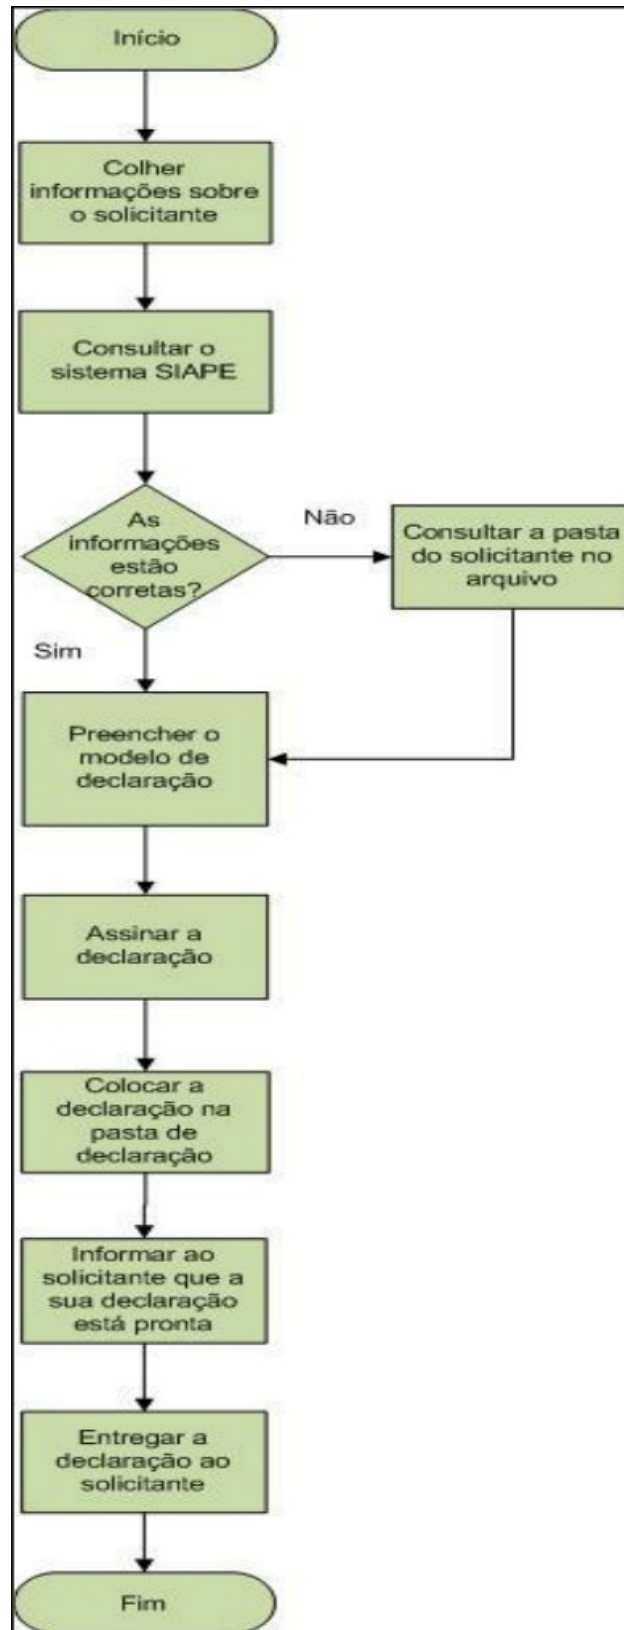 Início
Colher
informações sobre
o solicitante
Consultar o
sistema SIAPE
As
informações
estão
corretas?
Não
Consultar a pasta
do solicitante no
arquivo
Sim
Preencher o
modelo de
declaração
Assinar a
declaração
Colocar a
declaração na
pasta de
declaração
Informar ao
solicitante que a
sua declaração
está pronta
Entregar a
declaração ao
solicitante
Fim